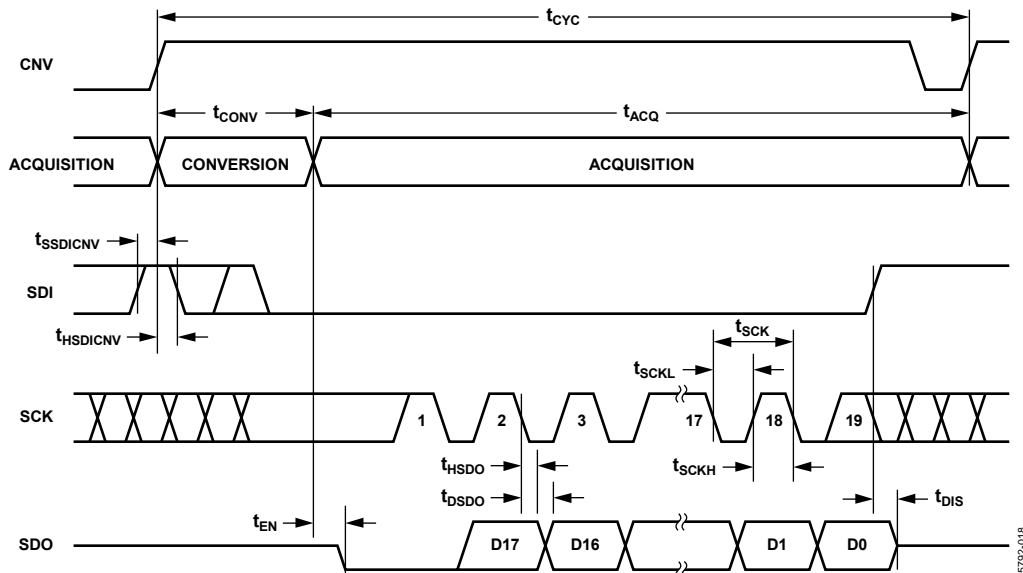 tCYC
CNV
tCONV
tACQ
ACQUISITION
CONVERSION
ACQUISITION
tSSDICNV
SDI
tHSDICNV
tSCK
tSCKL
SCK
1
2
3
17
18
19
tHSDO
tSCKH
tDSDO
tEN
tDIS
SDO
D17
D16
D1
D0
5792-018